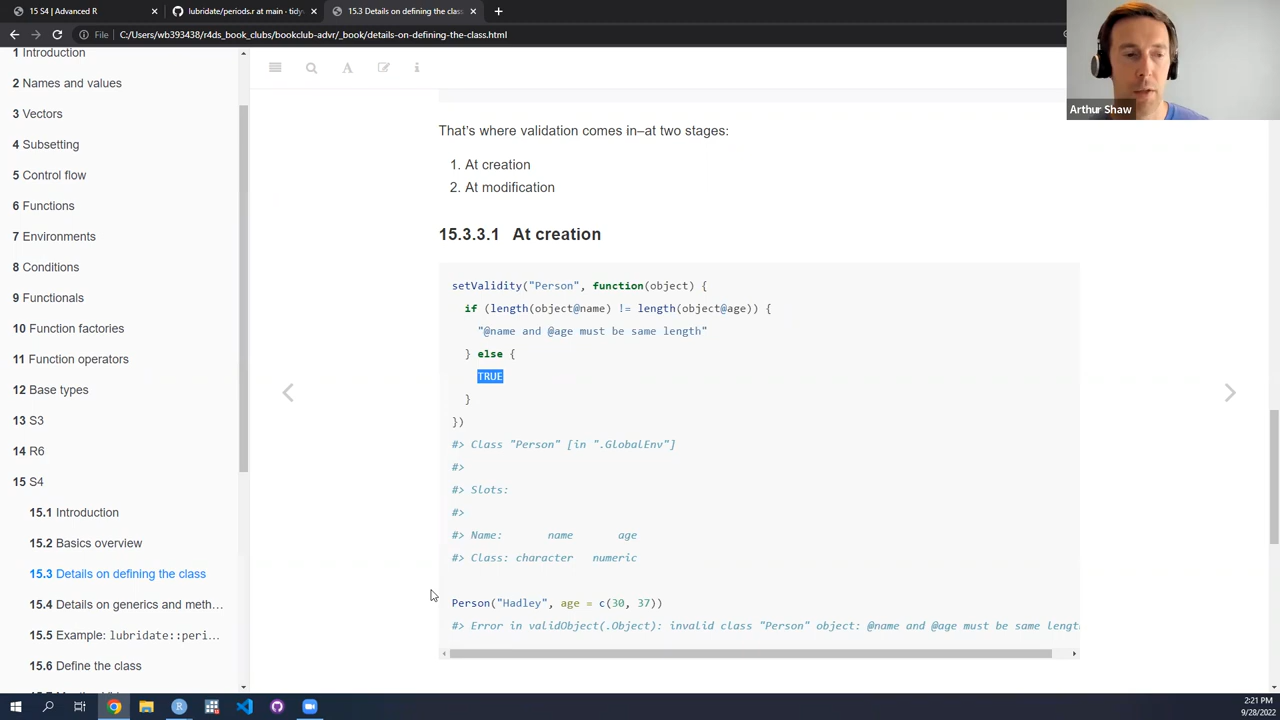 15 S4 | Advanced R
lubridate/periods.r at main · tidy
15.3 Details on defining the clas
File
C:/Users/wb393438/r4ds_book_clubs/bookclub-advr/_book/details-on-defining-the-class.html
Arthur Shaw
1 Introduction
2 Names and values
3 Vectors
4 Subsetting
5 Control flow
6 Functions
7 Environments
8 Conditions
9 Functionals
10 Function factories
11 Function operators
12 Base types
13 S3
14 R6
15 S4
15.1 Introduction
15.2 Basics overview
15.3 Details on defining the class
15.4 Details on generics and meth…
15.5 Example: lubridate::peri...
15.6 Define the class
That's where validation comes in–at two stages:
1. At creation
2. At modification
15.3.3.1 At creation
setValidity("Person", function(object) {
if (length(object@name) != length(object@age)) {
"@name and @age must be same length"
} else {
TRUE
}
})
#> Class "Person" [in ".GlobalEnv"]
#>
#> Slots:
#>
#> Name: name age
#> Class: character numeric
Person("Hadley", age = c(30, 37))
#> Error in validObject(.Object): invalid class "Person" object: @name and @age must be same lengt
2:21 PM
9/28/2022